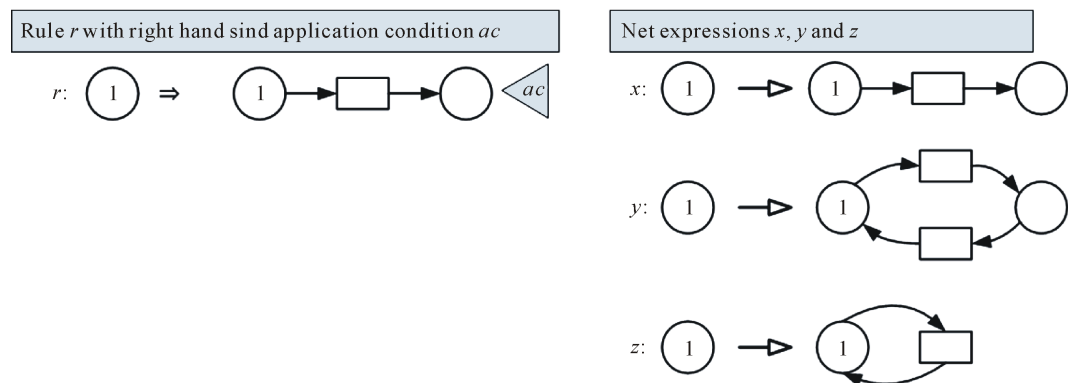 Rule r with right hand sind application condition ac
r: 1 ⇒ 1 ac
Net expressions x, y and z
x: 1 1
y: 1 1
z: 1 1